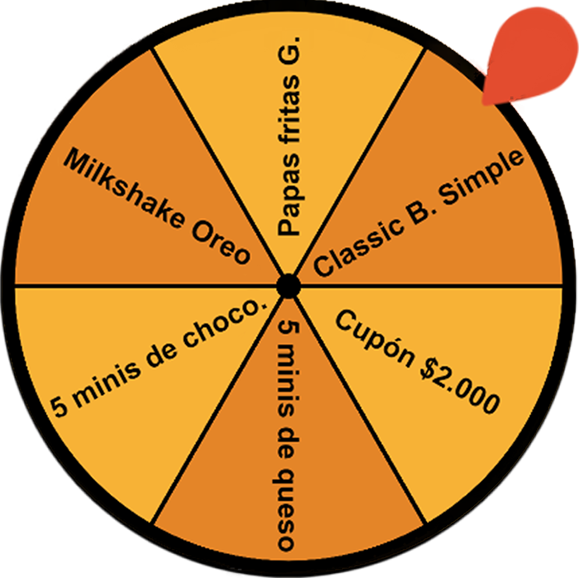 Papas fritas G.
Classic B. Simple
Cupón $2.000
5 minis de queso
5 minis de choco.
Milkshake Oreo